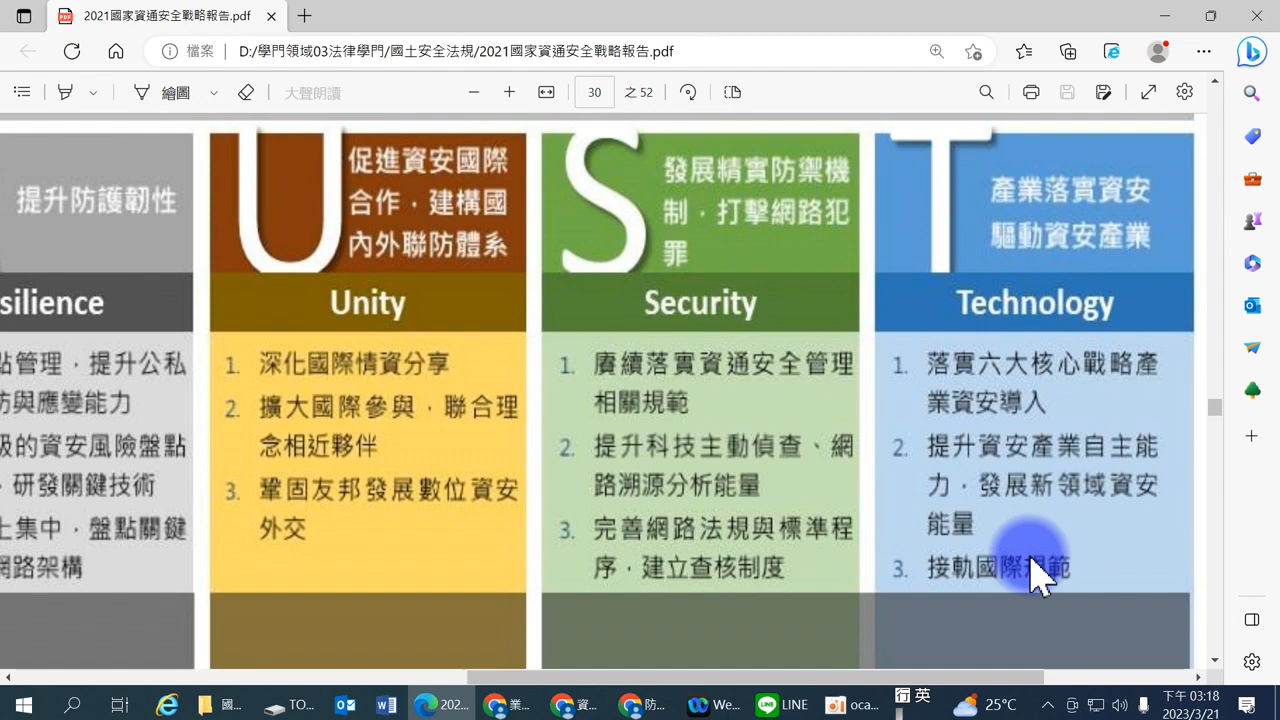 2021國家資通安全戰略報告.pdf
檔案 D:/學門領域03法律學門/國土安全法規/2021國家資通安全戰略報告.pdf
繪圖 大聲朗讀 30 之 52
提升防護韌性
silience
點管理，提升公私
防與應變能力
級的資安風險盤點
，研發關鍵技術
上集中，盤點關鍵
網路架構
U
促進資安國際
合作，建構國
內外聯防體系
Unity
1. 深化國際情資分享
2. 擴大國際參與，聯合理
念相近夥伴
3. 鞏固友邦發展數位資安
外交
S
發展精實防禦機
制，打擊網路犯
罪
Security
1. 賡續落實資通安全管理
相關規範
2. 提升科技主動偵查、網
路溯源分析能量
3. 完善網路法規與標準程
序，建立查核制度
T
產業落實資安
驅動資安產業
Technology
1. 落實六大核心戰略產
業資安導入
2. 提升資安產業自主能
力，發展新領域資安
能量
3. 接軌國際規範
國... TO... 202... 業... 資... 防... We... LINE oca... 行 英 25°C 下午 03:18
2023/3/21